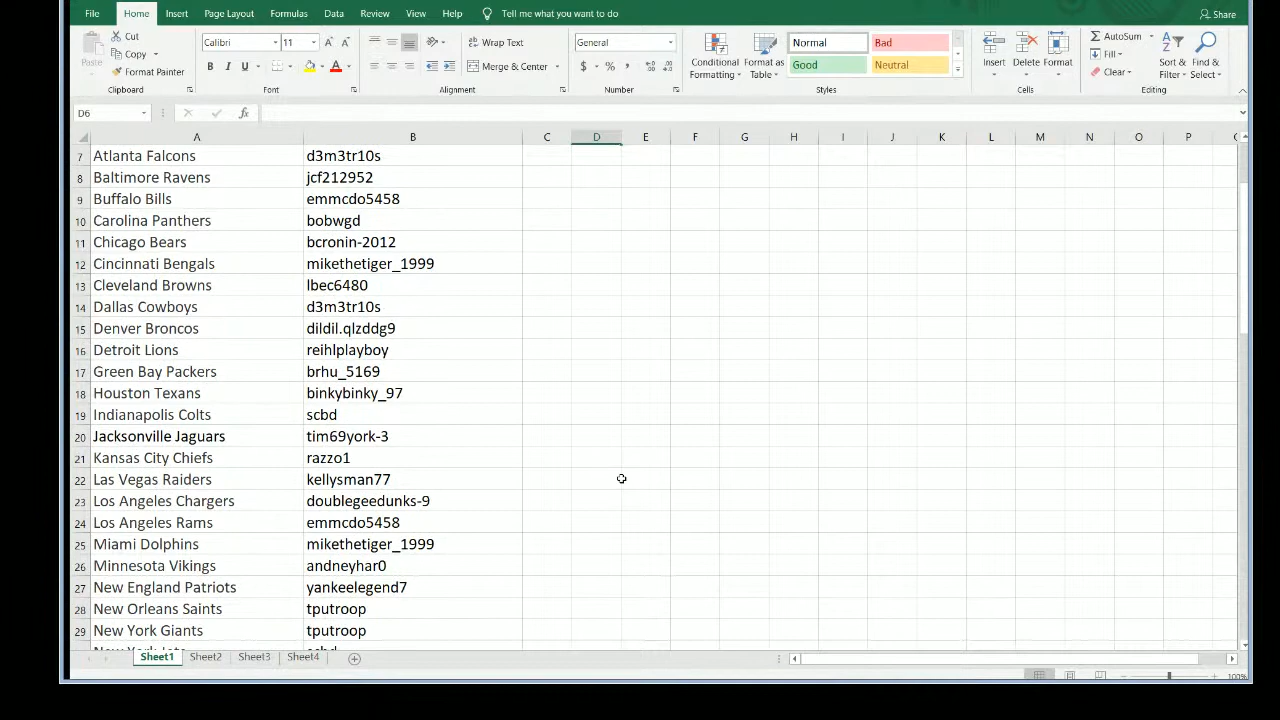 File Home Insert Page Layout Formulas Data Review View Help Tell me what you want to do Share
Paste Cut Copy Format Painter
Calibri 11 B I U A
Wrap Text Merge & Center
General $ % ,
Conditional Formatting Format as Table
Normal Bad
Good Neutral
Insert Delete Format
AutoSum Fill Clear Sort & Filter Find & Select
Clipboard Font Alignment Number Styles Cells Editing
D6 fx
A B C D E F G H I J K L M N O P
7 Atlanta Falcons d3m3tr10s
8 Baltimore Ravens jcf212952
9 Buffalo Bills emmcdo5458
10 Carolina Panthers bobwgd
11 Chicago Bears bcronin-2012
12 Cincinnati Bengals mikethetiger_1999
13 Cleveland Browns lbec6480
14 Dallas Cowboys d3m3tr10s
15 Denver Broncos dildil.qlzddg9
16 Detroit Lions reihlplayboy
17 Green Bay Packers brhu_5169
18 Houston Texans binkybinky_97
19 Indianapolis Colts scbd
20 Jacksonville Jaguars tim69york-3
21 Kansas City Chiefs razzo1
22 Las Vegas Raiders kellysman77
23 Los Angeles Chargers doublegeedunks-9
24 Los Angeles Rams emmcdo5458
25 Miami Dolphins mikethetiger_1999
26 Minnesota Vikings andneyhar0
27 New England Patriots yankeelegend7
28 New Orleans Saints tputroop
29 New York Giants tputroop
Sheet1 Sheet2 Sheet3 Sheet4
100%